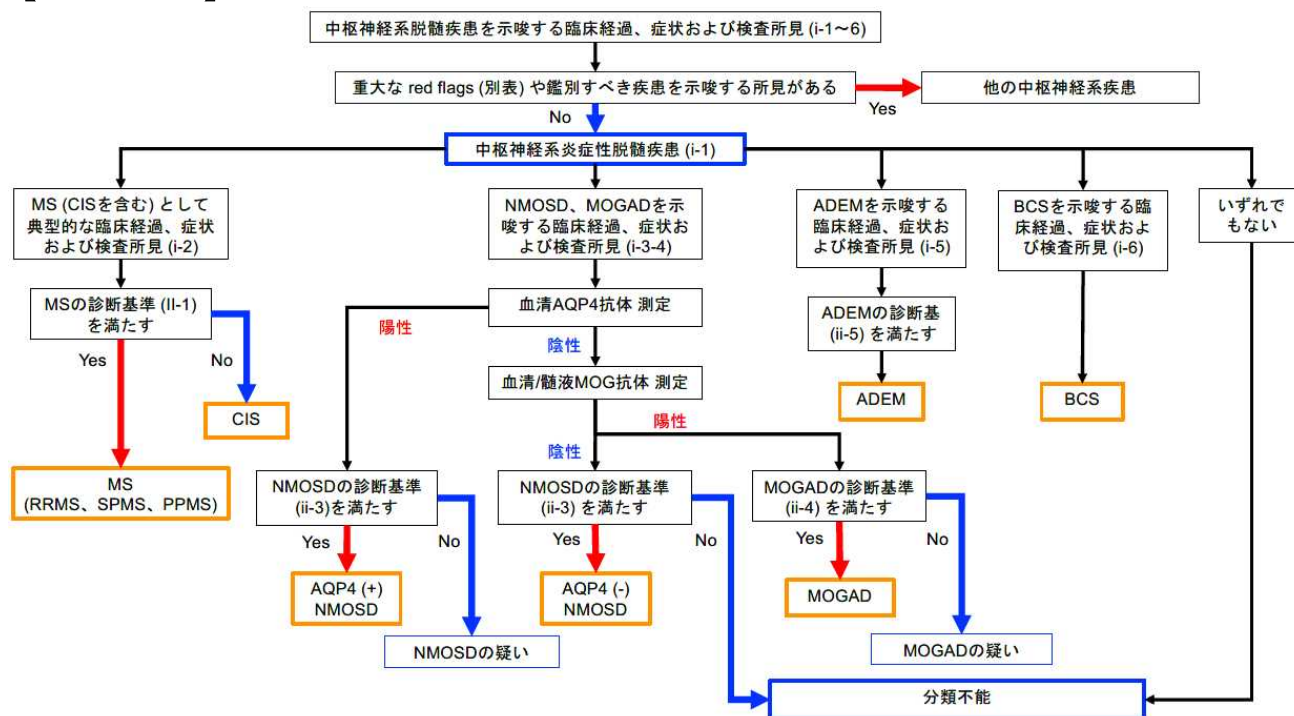 中枢神経系脱髄疾患を示唆する臨床経過、症状および検査所見 (i-1～6)
重大な red flags (別表) や鑑別すべき疾患を示唆する所見がある
Yes
他の中枢神経系疾患
No
中枢神経系炎症性脱髄疾患 (i-1)
MS (CISを含む) として
典型的な臨床経過、症状
および検査所見 (i-2)
NMOSD、MOGADを示
唆する臨床経過、症状お
よび検査所見 (i-3-4)
ADEMを示唆する
臨床経過、症状お
よび検査所見 (i-5)
BCSを示唆する臨
床経過、症状およ
び検査所見 (i-6)
いずれで
もない
MSの診断基準 (II-1)
を満たす
Yes
No
CIS
MS
(RRMS、SPMS、PPMS)
血清AQP4抗体 測定
陽性
陰性
血清/髄液MOG抗体 測定
陽性
陰性
ADEMの診断基
(ii-5) を満たす
ADEM
BCS
NMOSDの診断基準
(ii-3)を満たす
Yes
No
AQP4 (+)
NMOSD
NMOSDの疑い
NMOSDの診断基準
(ii-3) を満たす
Yes
No
AQP4 (-)
NMOSD
MOGADの診断基準
(ii-4) を満たす
Yes
No
MOGAD
MOGADの疑い
分類不能